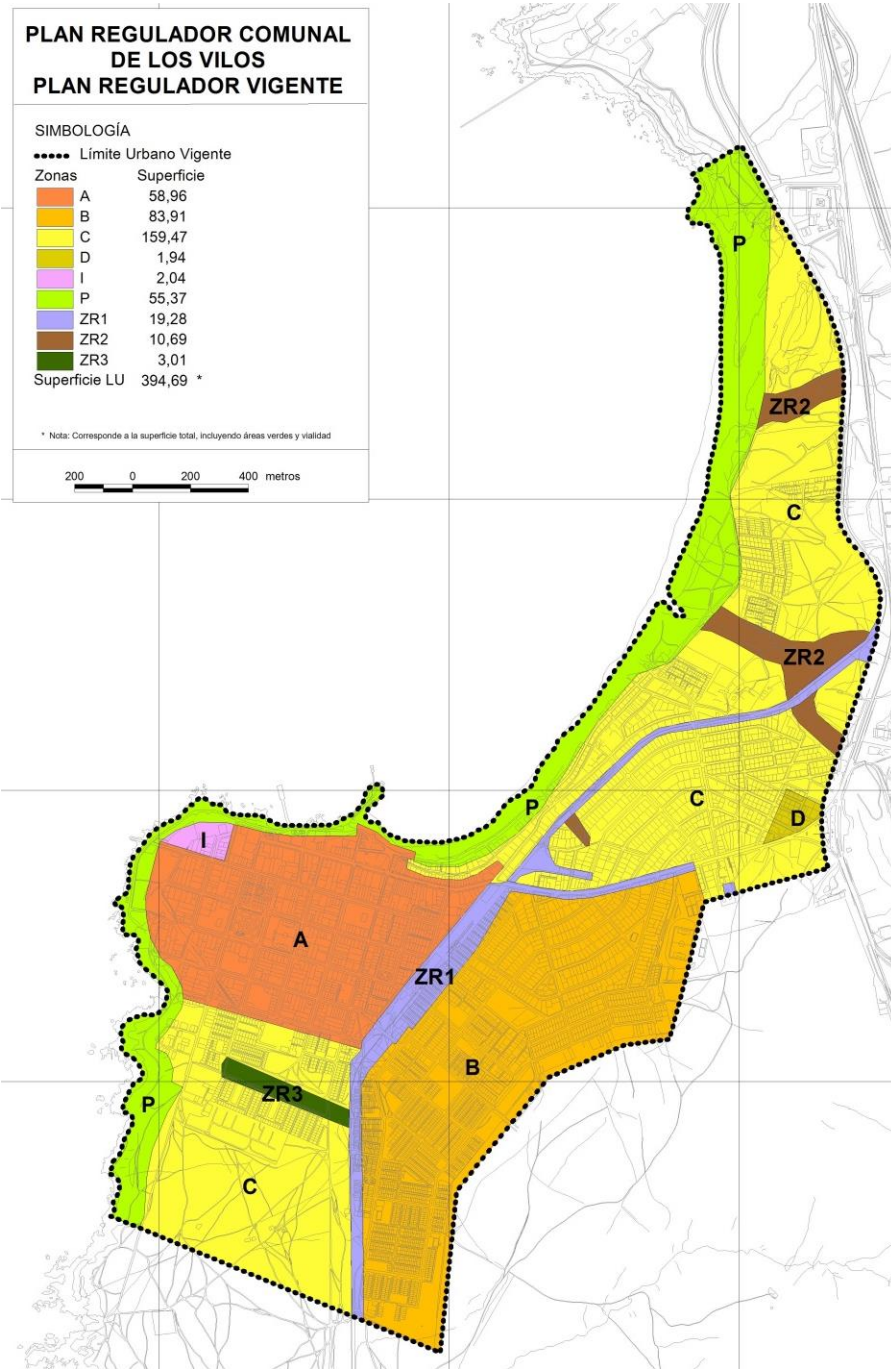 PLAN REGULADOR COMUNAL
DE LOS VILOS
PLAN REGULADOR VIGENTE
SIMBOLOGÍA
Límite Urbano Vigente
Zonas Superficie
A 58,96
B 83,91
C 159,47
D 1,94
I 2,04
P 55,37
ZR1 19,28
ZR2 10,69
ZR3 3,01
Superficie LU 394,69 *
* Nota: Corresponde a la superficie total, incluyendo áreas verdes y vialidad
200 0 200 400 metros
P
ZR2
C
ZR2
C
P
D
I
A
ZR1
B
ZR3
P
C